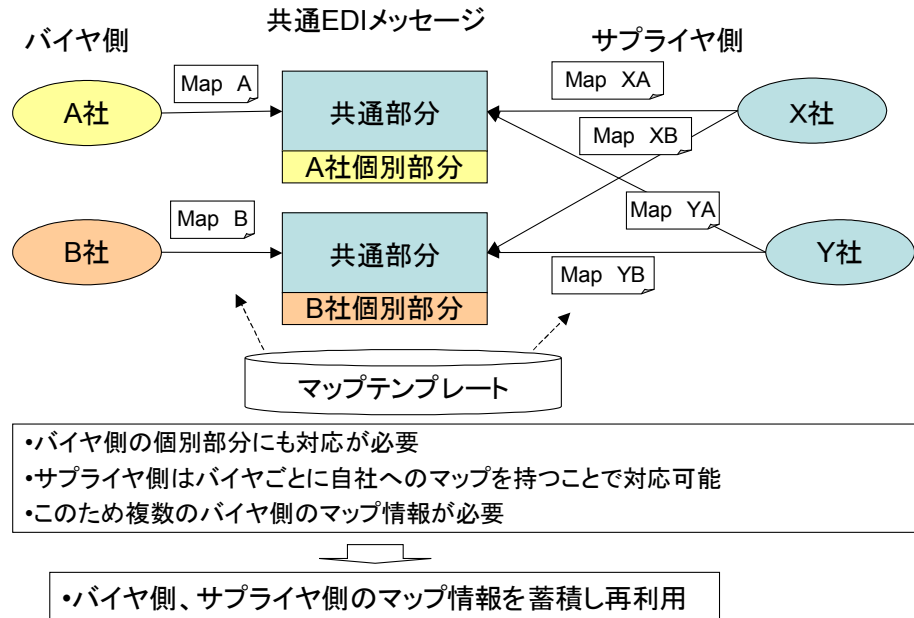 共通EDIメッセージ
バイヤ側
サプライヤ側
Map A
Map XA
A社
共通部分
X社
Map XB
A社個別部分
Map B
Map YA
B社
共通部分
Y社
Map YB
B社個別部分
マップテンプレート
•バイヤ側の個別部分にも対応が必要
•サプライヤ側はバイヤごとに自社へのマップを持つことで対応可能
•このため複数のバイヤ側のマップ情報が必要
•バイヤ側、サプライヤ側のマップ情報を蓄積し再利用